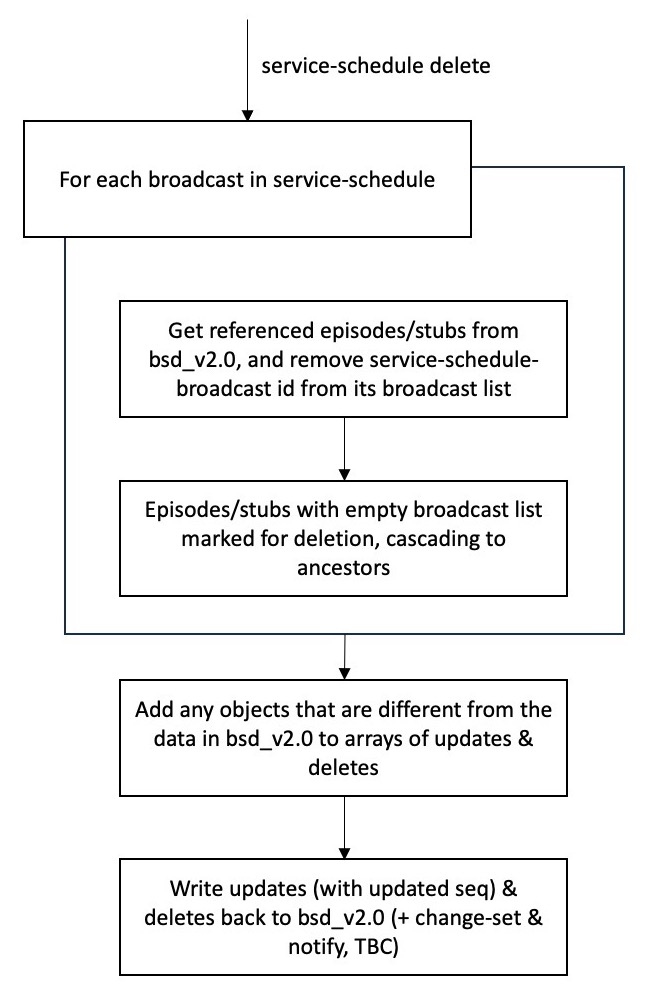 service-schedule delete
For each broadcast in service-schedule
Get referenced episodes/stubs from
bsd_v2.0, and remove service-schedule-
broadcast id from its broadcast list
Episodes/stubs with empty broadcast list
marked for deletion, cascading to
ancestors
Add any objects that are different from the
data in bsd_v2.0 to arrays of updates &
deletes
Write updates (with updated seq) &
deletes back to bsd_v2.0 (+ change-set &
notify, TBC)